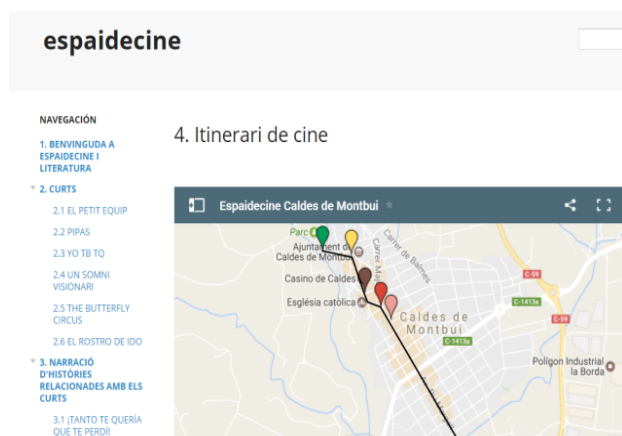 espaidecine
NAVEGACIÓN
1. BENVINGUDA A
ESPAIDECINE I
LITERATURA
2. CURTS
2.1 EL PETIT EQUIP
2.2 PIPAS
2.3 YO TB TQ
2.4 UN SOMNI
VISIONARI
2.5 THE BUTTERFLY
CIRCUS
2.6 EL ROSTRO DE IDO
3. NARRACIÓ
D'HISTÒRIES
RELACIONADES AMB ELS
CURTS
3.1 ¡TANTO TE QUERÍA
QUE TE PERDÍ!
4. Itinerari de cine
Espaidecine Caldes de Montbui
Parc
Ajuntament de
Caldes de Montbui
Casino de Caldes
Església catòlica
Carrer Major
Carrer de Balmes
Caldes de
Montbui
C-59
C-1413a
C-59
C-1413a
Polígon Industrial
la Borda